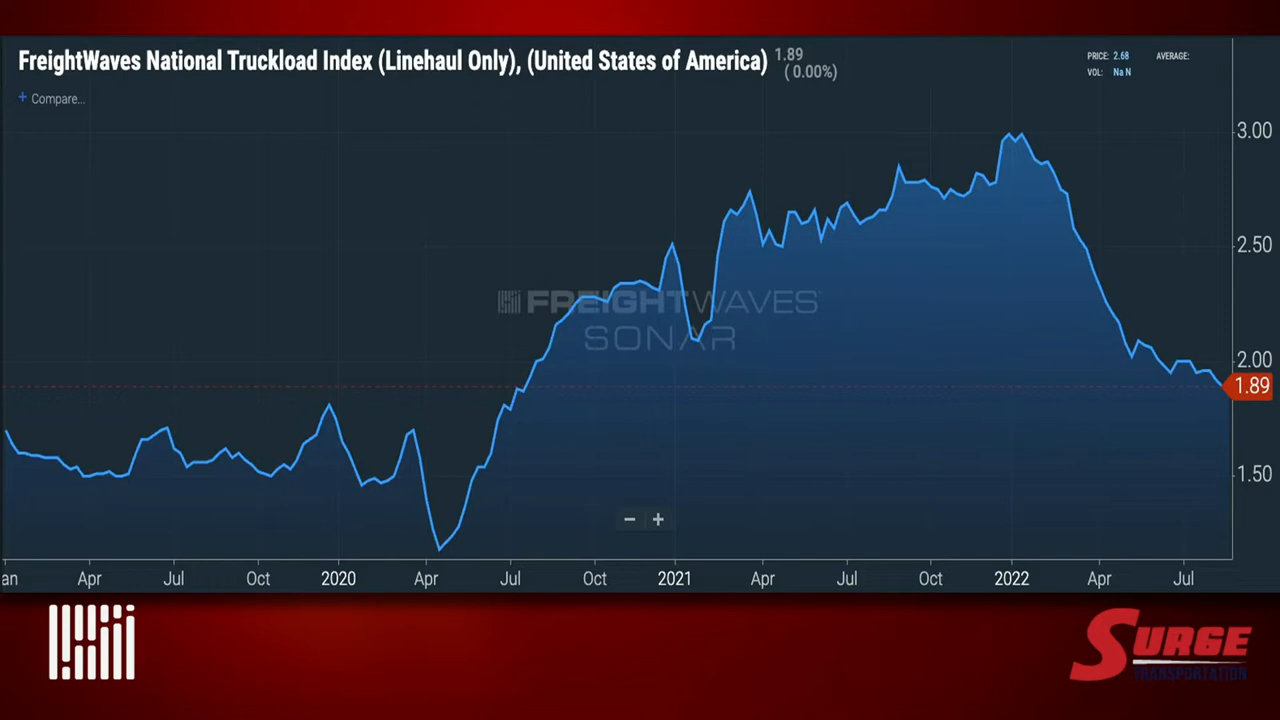 FreightWaves National Truckload Index (Linehaul Only), (United States of America) 1.89
( 0.00%)
PRICE: 2.68 AVERAGE:
VOL: Na N
+ Compare...
3.00
2.50
FREIGHTWAVES
SONAR
2.00
1.89
1.50
− +
an Apr Jul Oct 2020 Apr Jul Oct 2021 Apr Jul Oct 2022 Apr Jul
SURGE
TRANSPORTATION